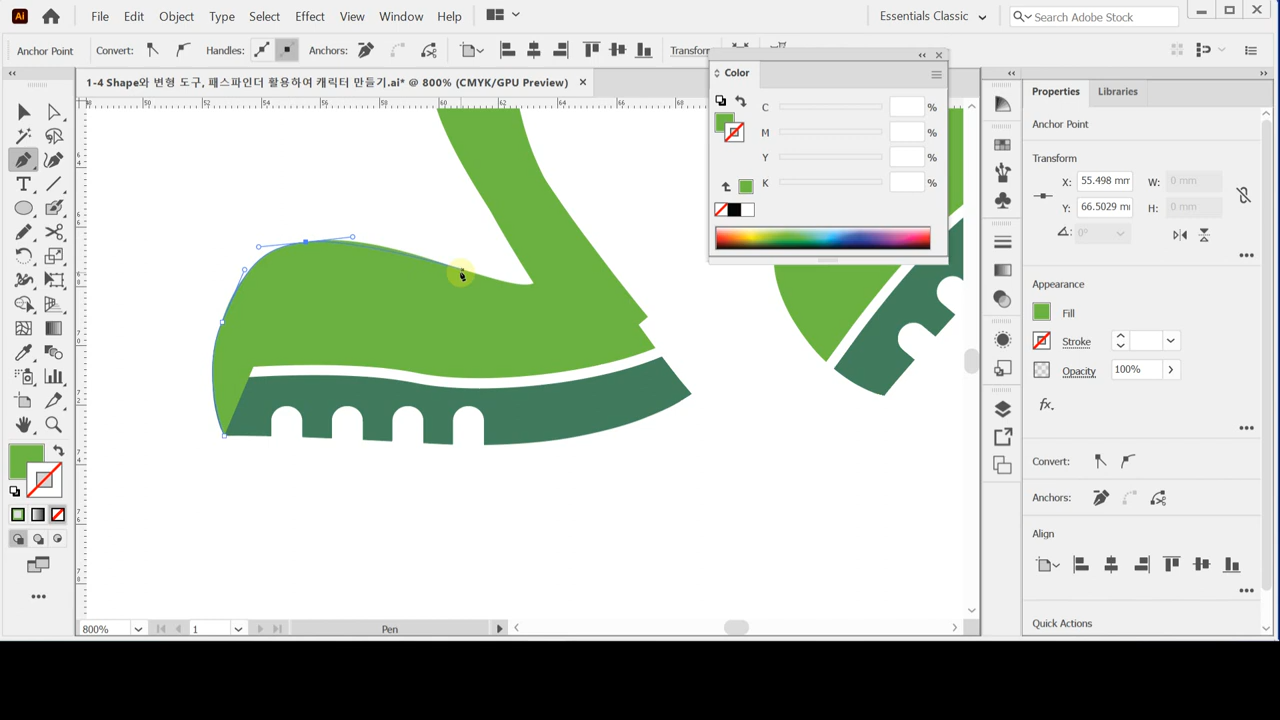 Ai File Edit Object Type Select Effect View Window Help Essentials Classic Search Adobe Stock
Anchor Point Convert: Handles: Anchors: Transform
1-4 Shape와 변형 도구, 패스파인더 활용하여 캐릭터 만들기.ai* @ 800% (CMYK/GPU Preview)
Color
C %
M %
Y %
K %
Properties Libraries
Anchor Point
Transform
X: 55.498 mm W: 0 mm
Y: 66.5029 mm H: 0 mm
0°
Appearance
Fill
Stroke
Opacity 100%
fx.
Convert:
Anchors:
Align
Quick Actions
800% 1 Pen